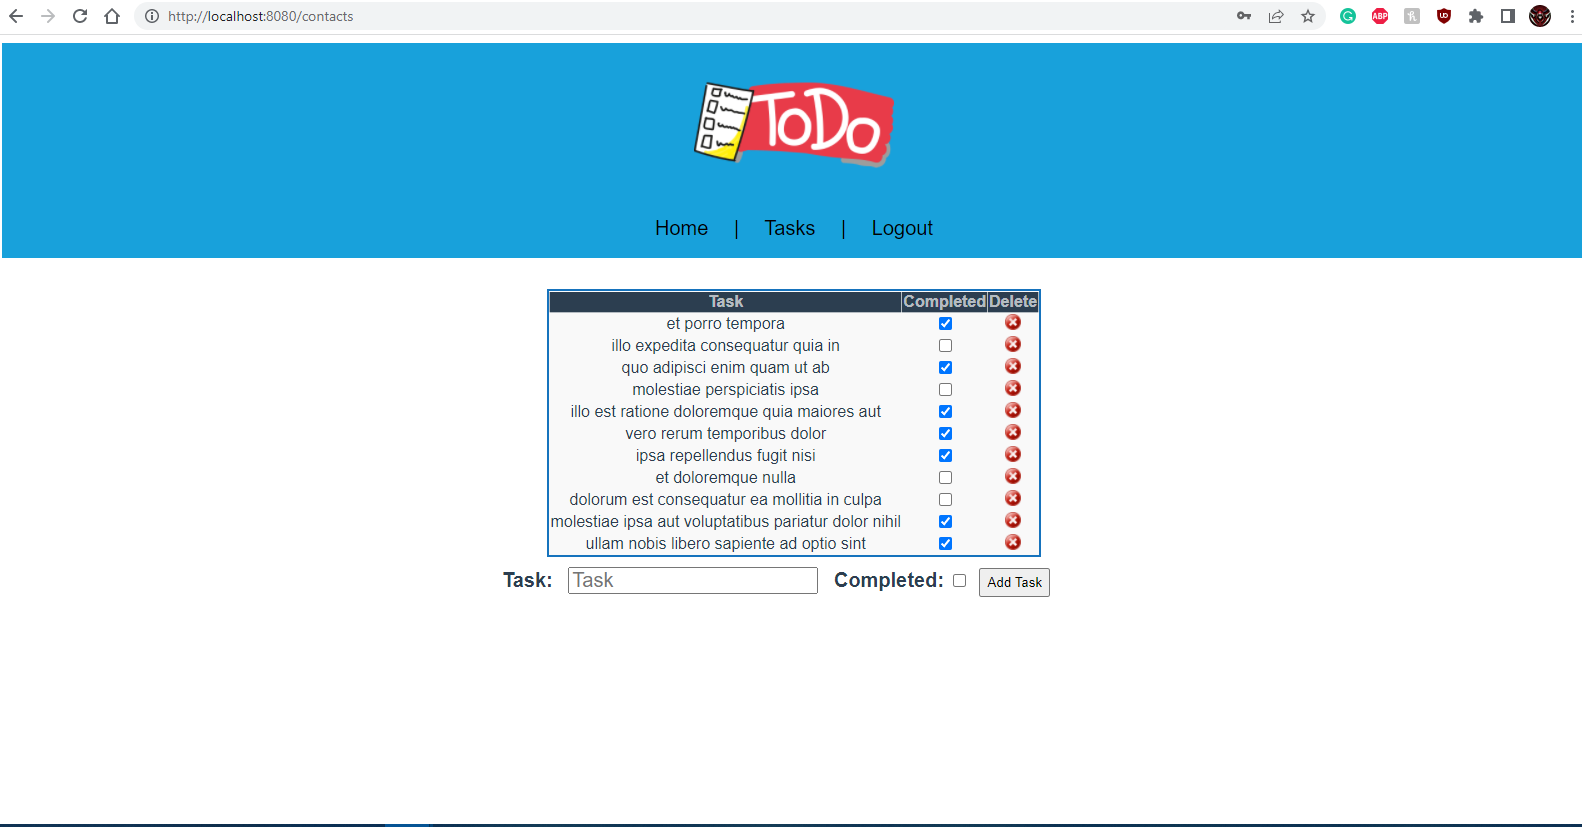 http://localhost:8080/contacts
ABP
ToDo
Home | Tasks | Logout
Task Completed Delete
et porro tempora
illo expedita consequatur quia in
quo adipisci enim quam ut ab
molestiae perspiciatis ipsa
illo est ratione doloremque quia maiores aut
vero rerum temporibus dolor
ipsa repellendus fugit nisi
et doloremque nulla
dolorum est consequatur ea mollitia in culpa
molestiae ipsa aut voluptatibus pariatur dolor nihil
ullam nobis libero sapiente ad optio sint
Task: Task Completed: Add Task